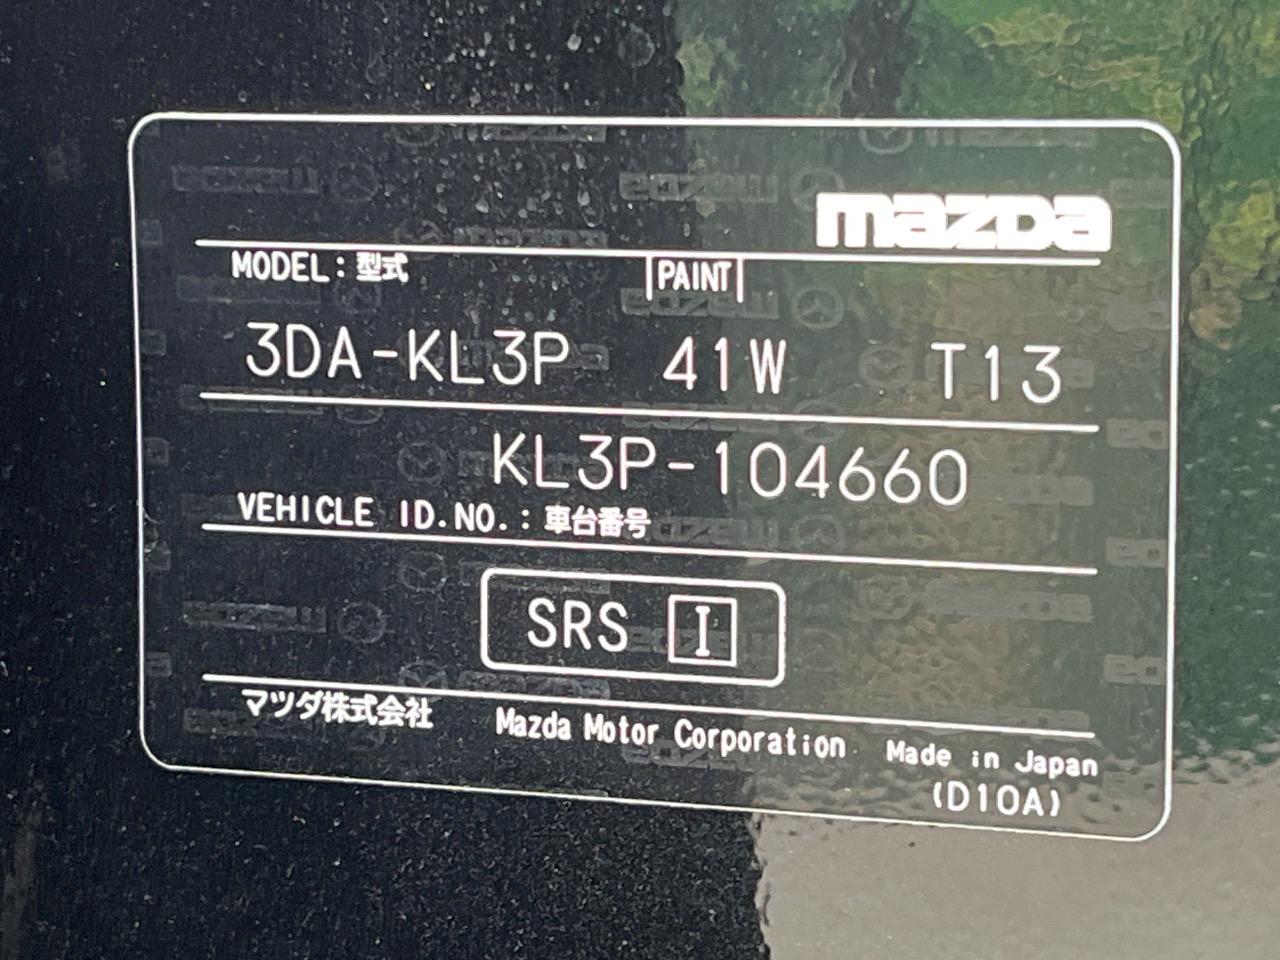 mazda
MODEL：型式 PAINT
3DA-KL3P 41W T13
KL3P-104660
VEHICLE ID.NO.：車台番号
SRS I
マツダ株式会社 Mazda Motor Corporation Made in Japan
(D10A)